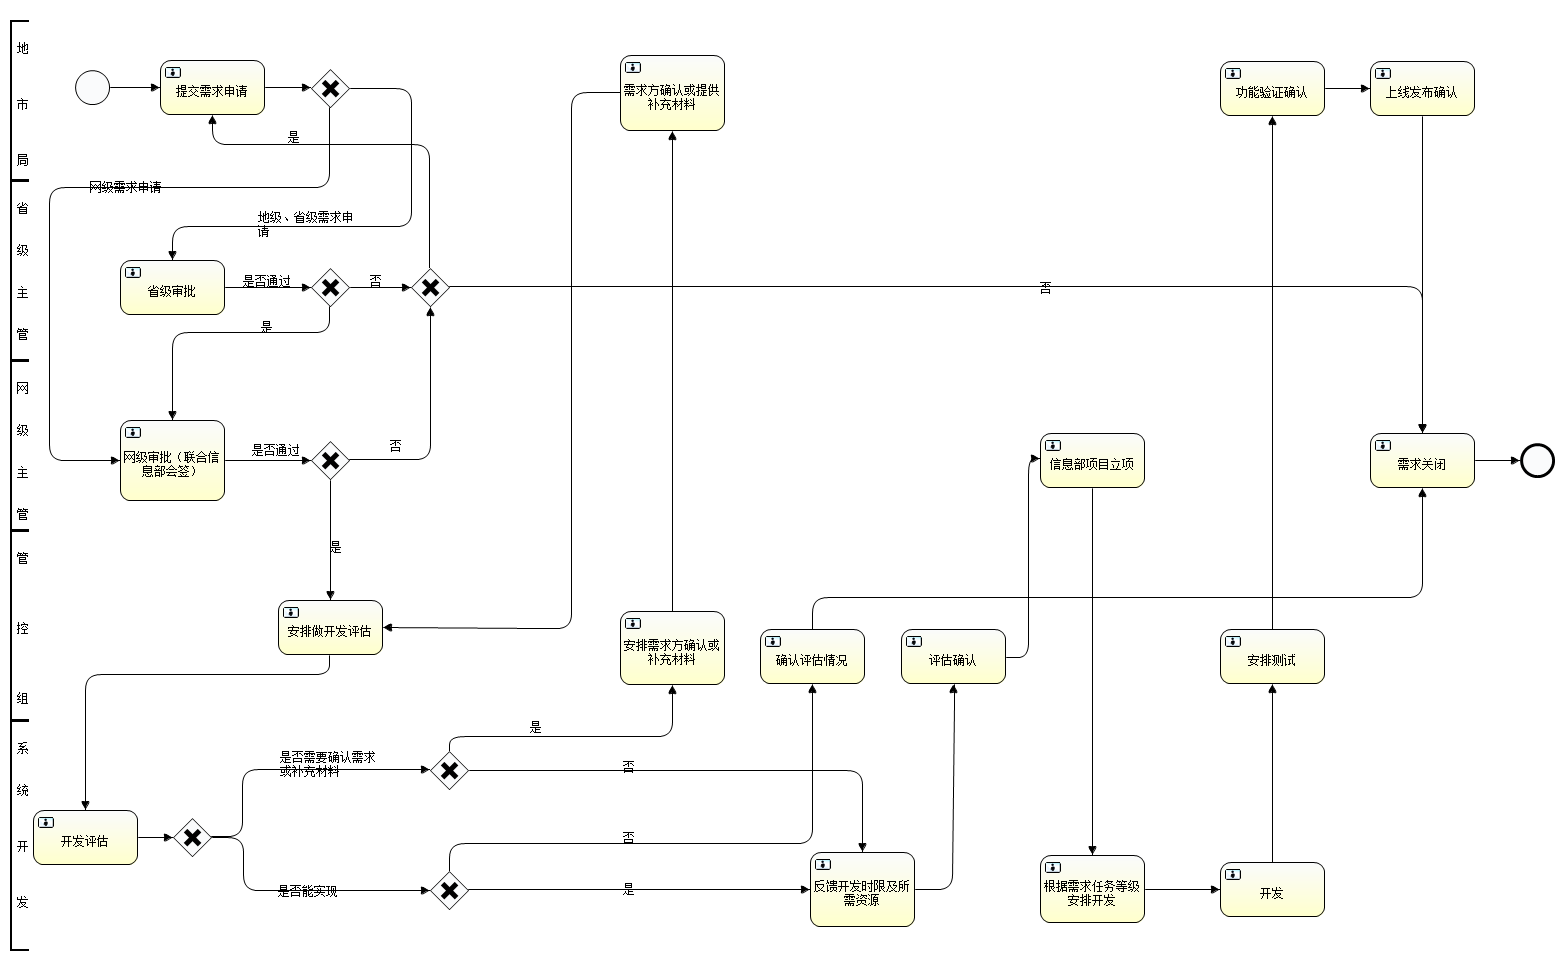 地
市
局
省
级
主
管
网
级
主
管
管
控
组
系
统
开
发
提交需求申请
是
网级需求申请
地级、省级需求申
请
省级审批
是否通过
否
是
网级审批（联合信
息部会签）
是否通过
否
是
安排做开发评估
需求方确认或提供
补充材料
功能验证确认
上线发布确认
否
信息部项目立项
需求关闭
安排需求方确认或
补充材料
确认评估情况
评估确认
安排测试
是
是否需要确认需求
或补充材料
否
开发评估
否
是否能实现
是
反馈开发时限及所
需资源
根据需求任务等级
安排开发
开发